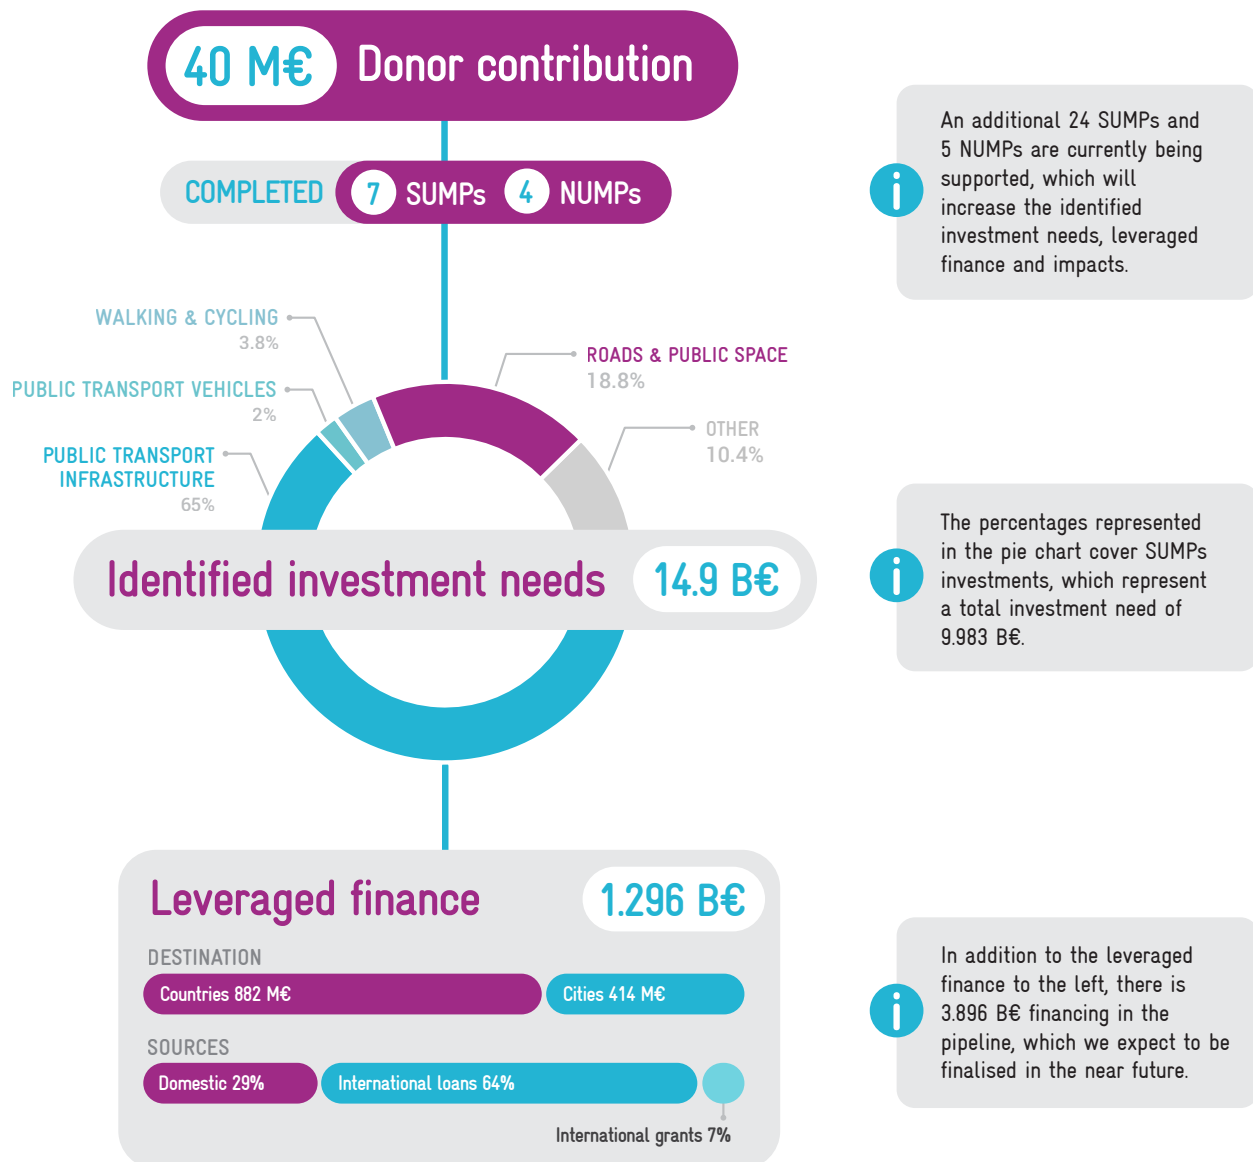 40 M€ Donor contribution
COMPLETED 7 SUMPs 4 NUMPs
An additional 24 SUMPs and
5 NUMPs are currently being
supported, which will
increase the identified
investment needs, leveraged
finance and impacts.
WALKING & CYCLING
3.8%
PUBLIC TRANSPORT VEHICLES
2%
PUBLIC TRANSPORT
INFRASTRUCTURE
65%
ROADS & PUBLIC SPACE
18.8%
OTHER
10.4%
Identified investment needs 14.9 B€
The percentages represented
in the pie chart cover SUMPs
investments, which represent
a total investment need of
9.983 B€.
Leveraged finance 1.296 B€
DESTINATION
Countries 882 M€ Cities 414 M€
SOURCES
Domestic 29% International loans 64%
International grants 7%
In addition to the leveraged
finance to the left, there is
3.896 B€ financing in the
pipeline, which we expect to be
finalised in the near future.